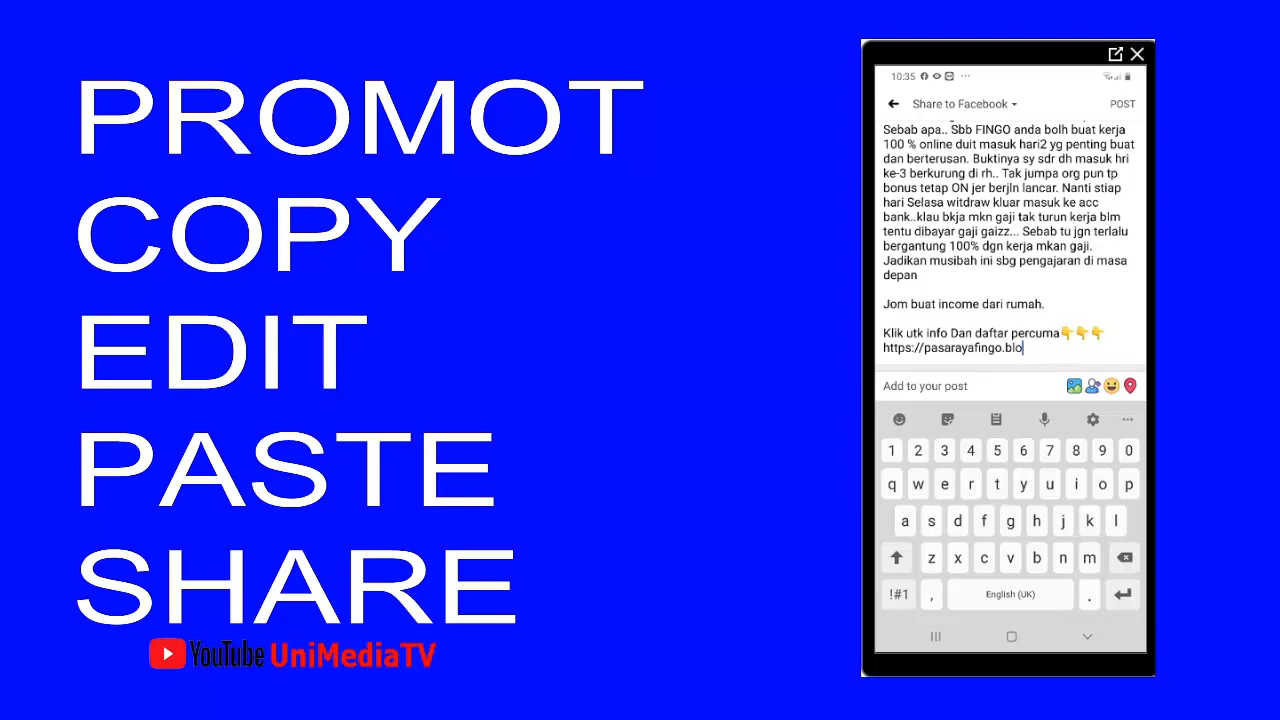 PROMOT
COPY
EDIT
PASTE
SHARE
YouTube UniMediaTV
10:35
Share to Facebook
POST
Sebab apa.. Sbb FINGO anda bolh buat kerja
100 % online duit masuk hari2 yg penting buat
dan berterusan. Buktinya sy sdr dh masuk hri
ke-3 berkurung di rh.. Tak jumpa org pun tp
bonus tetap ON jer berjln lancar. Nanti stiap
hari Selasa witdraw kluar masuk ke acc
bank..klau bkja mkn gaji tak turun kerja blm
tentu dibayar gaji gaizz... Sebab tu jgn terlalu
bergantung 100% dgn kerja mkan gaji.
Jadikan musibah ini sbg pengajaran di masa
depan
Jom buat income dari rumah.
Klik utk info Dan daftar percuma👇👇👇
https://pasarayafingo.blo
Add to your post
1 2 3 4 5 6 7 8 9 0
q w e r t y u i o p
a s d f g h j k l
z x c v b n m
!#1 , English (UK) .